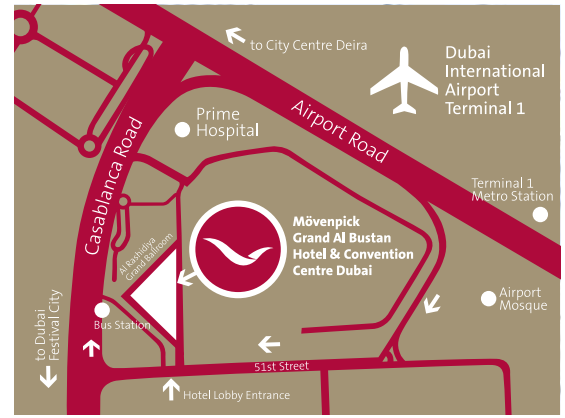 to City Centre Deira
Dubai
International
Airport
Terminal 1
Prime
Hospital
Airport Road
Casablanca Road
Terminal 1
Metro Station
Al Rashidiya
Grand Ballroom
Mövenpick
Grand Al Bustan
Hotel & Convention
Centre Dubai
Airport
Mosque
Bus Station
to Dubai
Festival City
51st Street
Hotel Lobby Entrance